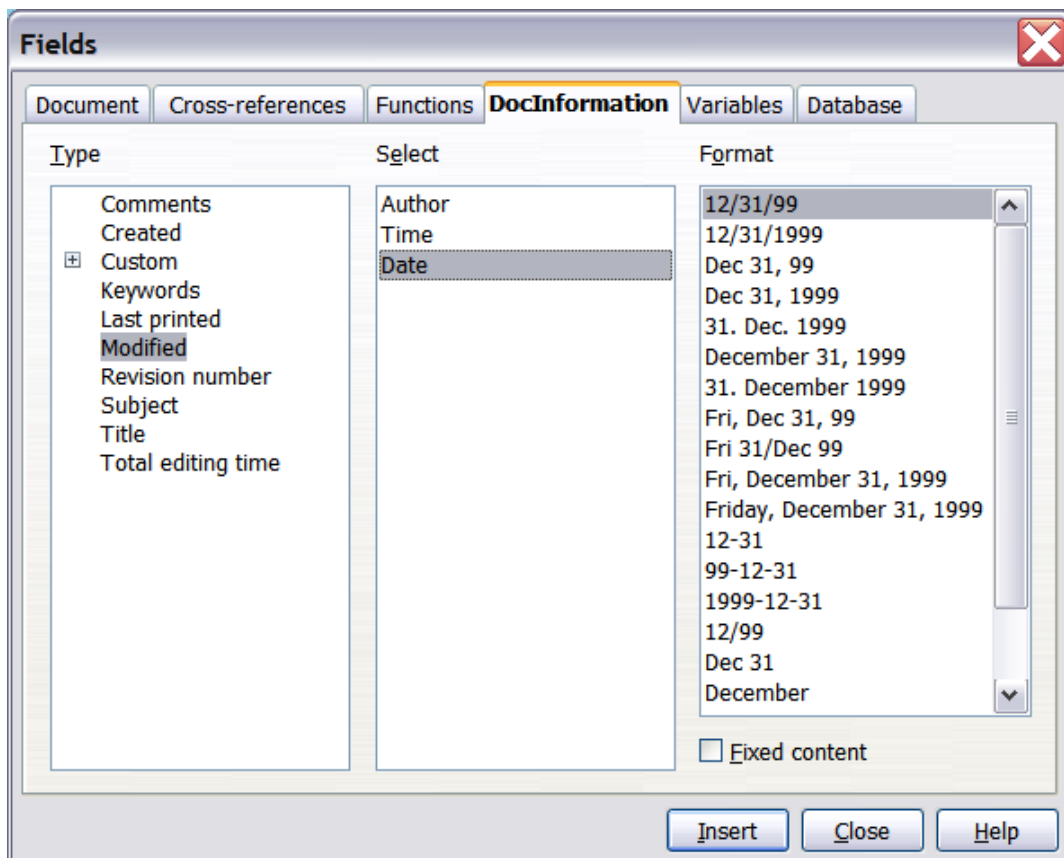 Fields
Document Cross-references Functions DocInformation Variables Database
Type
Comments
Created
Custom
Keywords
Last printed
Modified
Revision number
Subject
Title
Total editing time
Select
Author
Time
Date
Format
12/31/99
12/31/1999
Dec 31, 99
Dec 31, 1999
31. Dec. 1999
December 31, 1999
31. December 1999
Fri, Dec 31, 99
Fri 31/Dec 99
Fri, December 31, 1999
Friday, December 31, 1999
12-31
99-12-31
1999-12-31
12/99
Dec 31
December
Fixed content
Insert Close Help